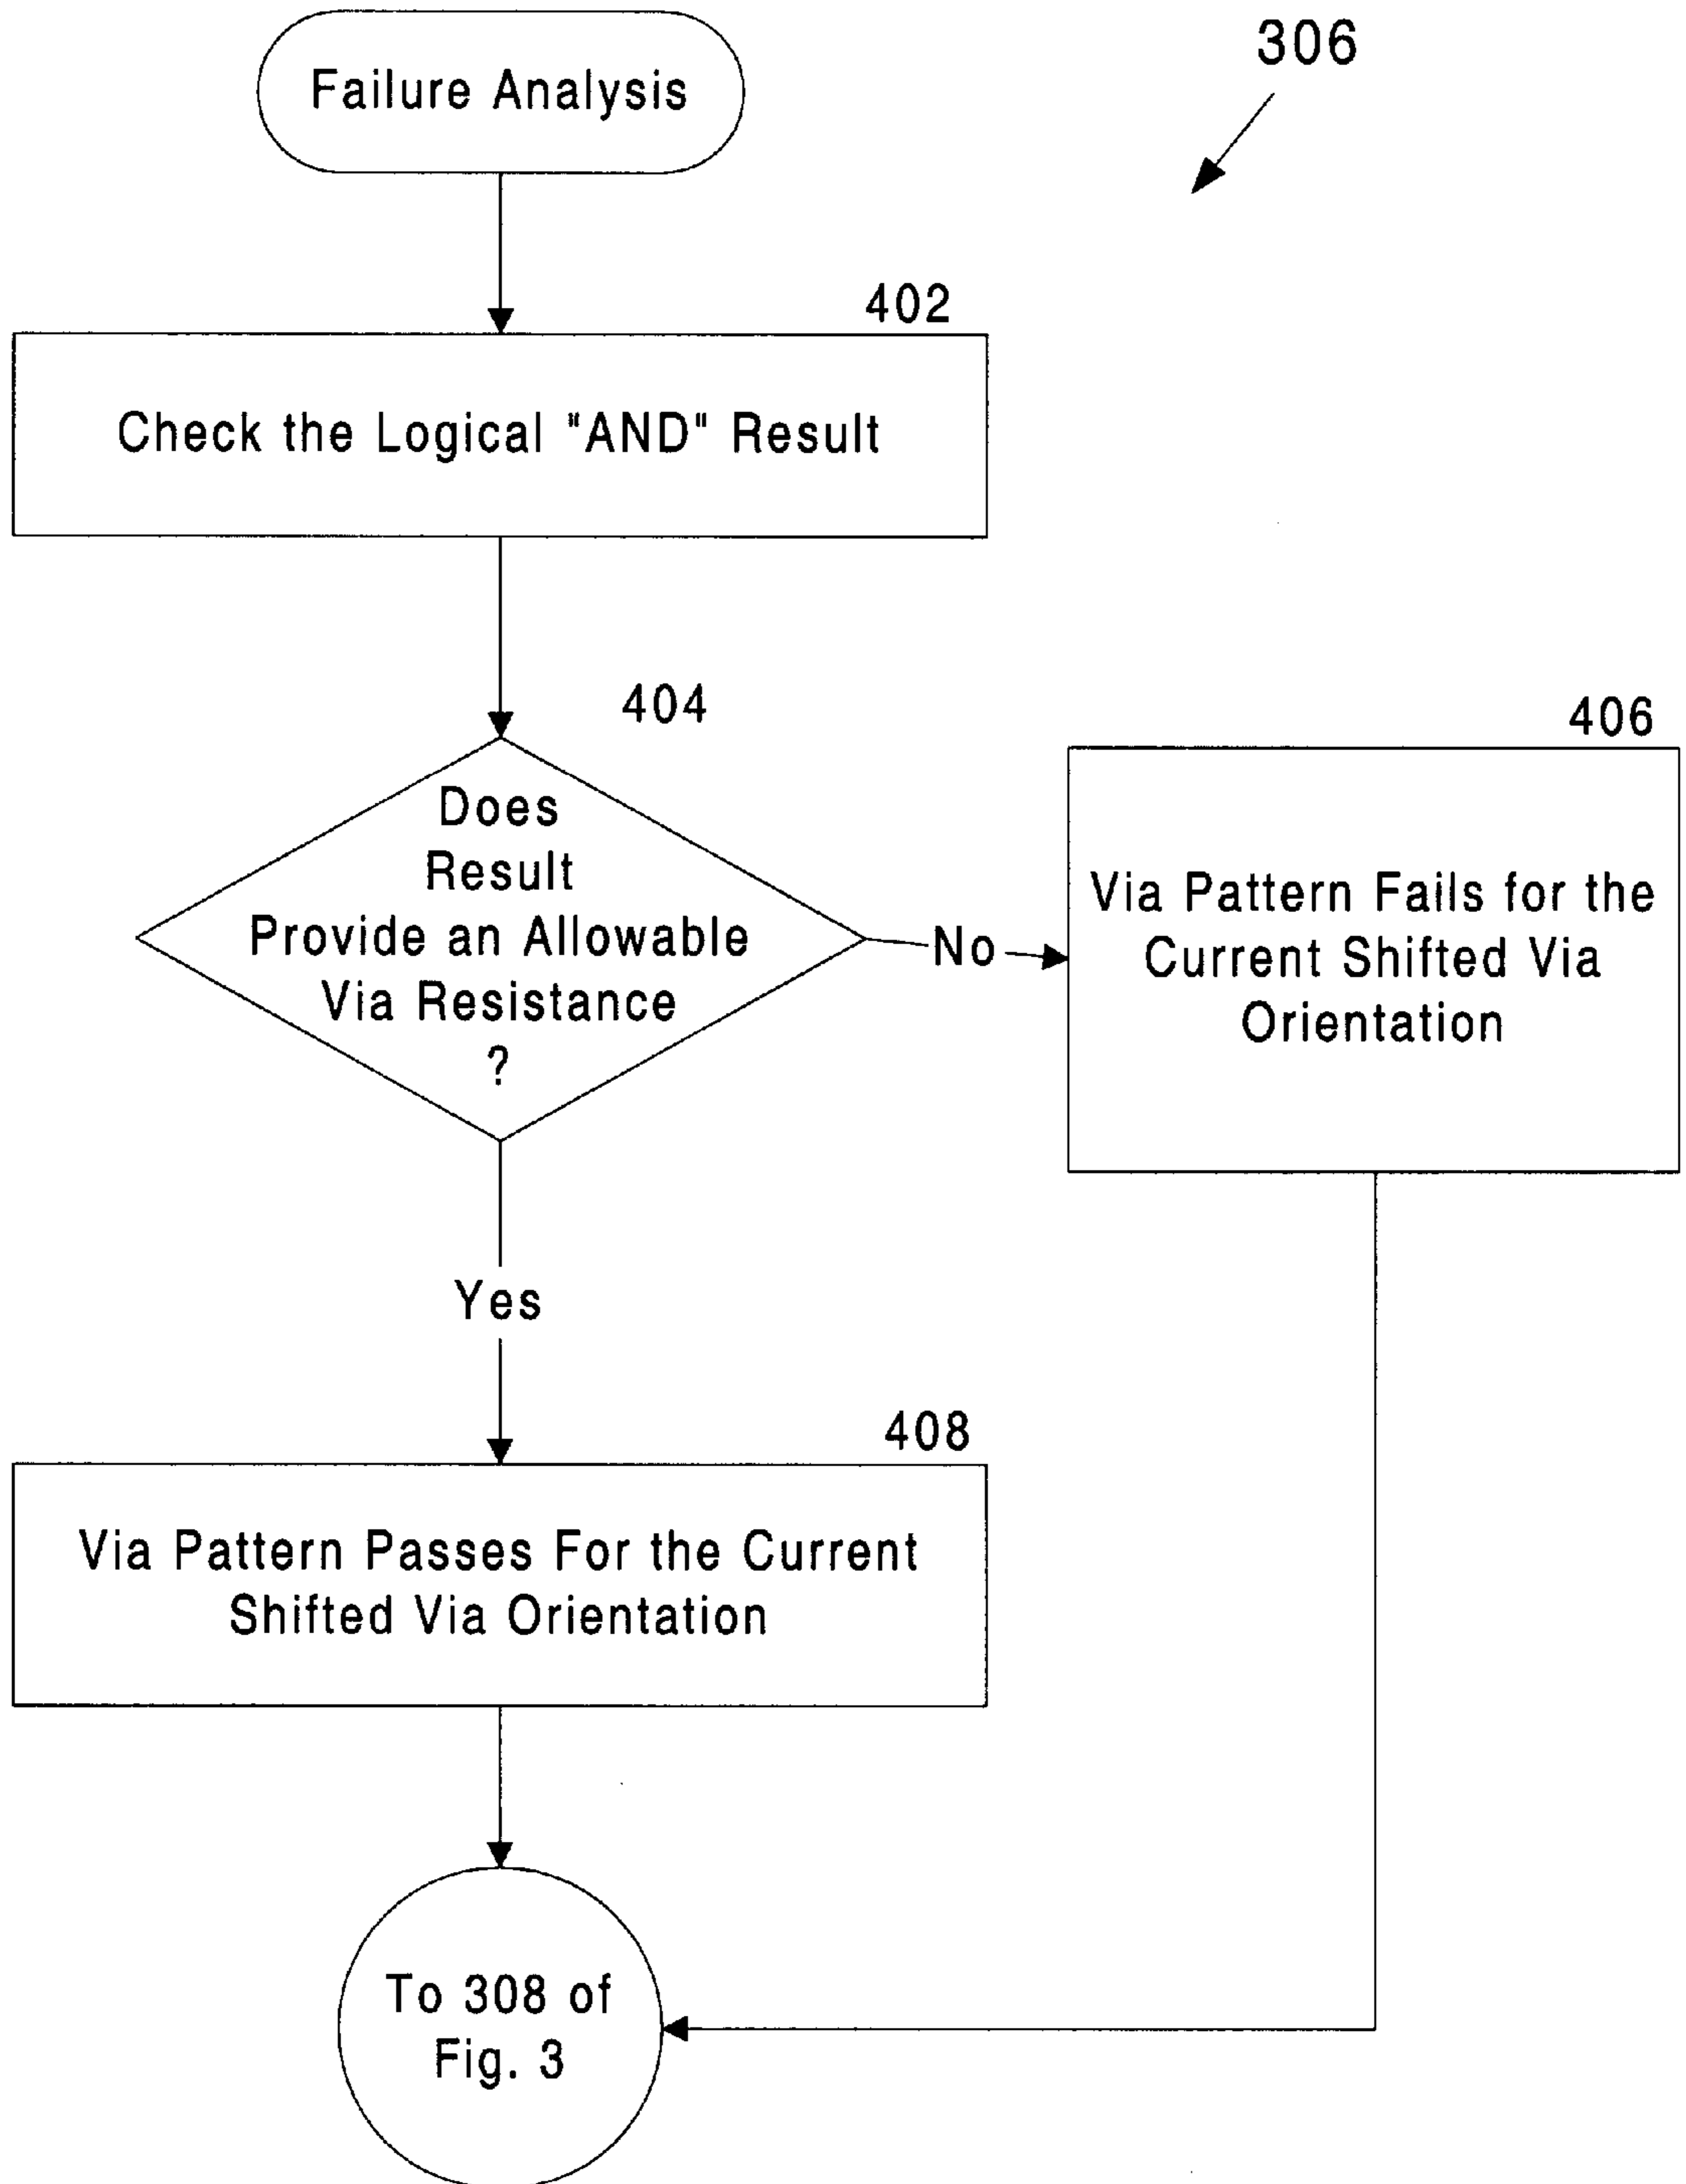 306
Failure Analysis
402
Check the Logical "AND" Result
404
Does
Result
Provide an Allowable
Via Resistance
?
No
406
Via Pattern Fails for the
Current Shifted Via
Orientation
Yes
408
Via Pattern Passes For the Current
Shifted Via Orientation
To 308 of
Fig. 3